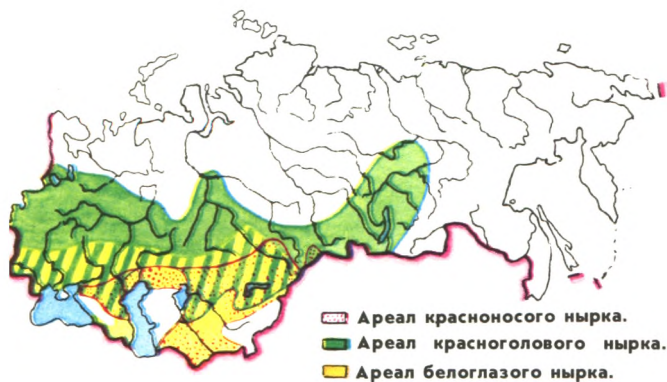 Ареал красноносого нырка.
Ареал красноголового нырка.
Ареал белоглазого нырка.